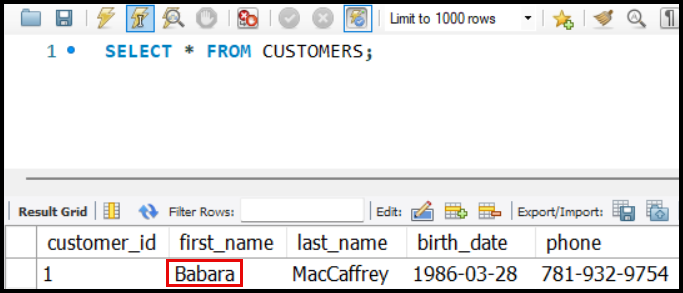 Limit to 1000 rows
1 SELECT * FROM CUSTOMERS;
Result Grid Filter Rows: Edit: Export/Import:
customer_id first_name last_name birth_date phone
1 Babara MacCaffrey 1986-03-28 781-932-9754